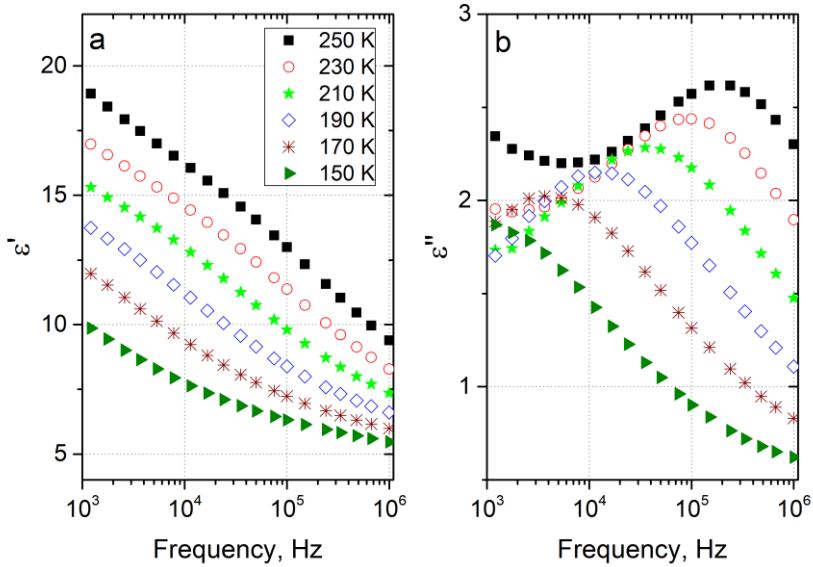 a
250 K
230 K
210 K
190 K
170 K
150 K
20
15
10
5
ε'
10³ 10⁴ 10⁵ 10⁶
Frequency, Hz
b
3
2
1
ε"
10³ 10⁴ 10⁵ 10⁶
Frequency, Hz